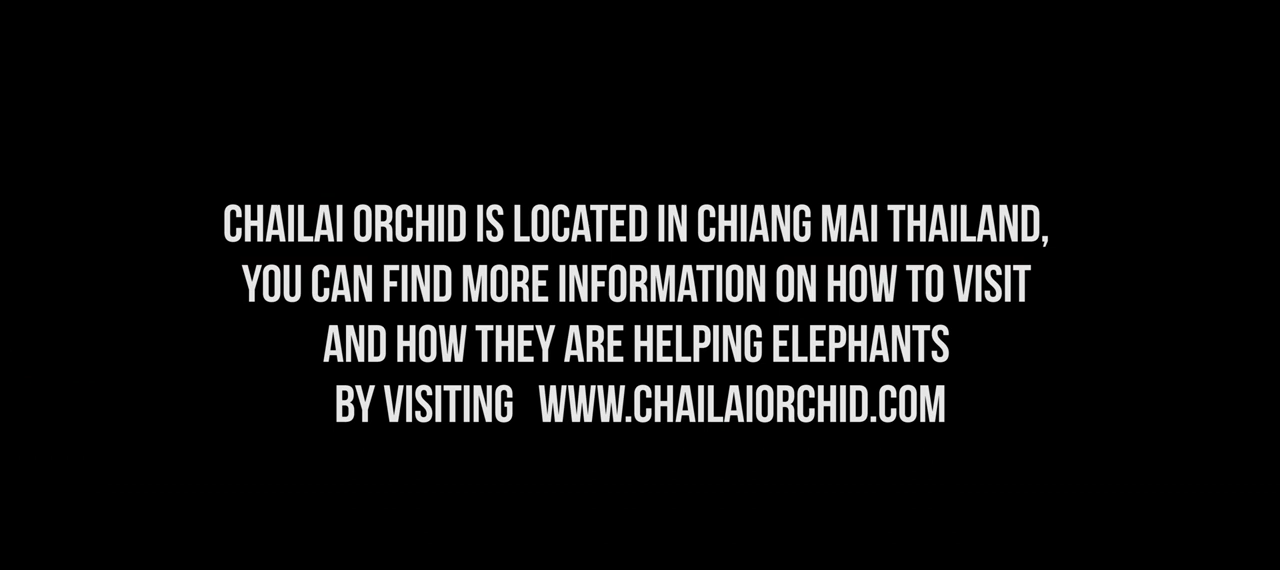 CHAILAI ORCHID IS LOCATED IN CHIANG MAI THAILAND,
YOU CAN FIND MORE INFORMATION ON HOW TO VISIT
AND HOW THEY ARE HELPING ELEPHANTS
BY VISITING WWW.CHAILAIORCHID.COM